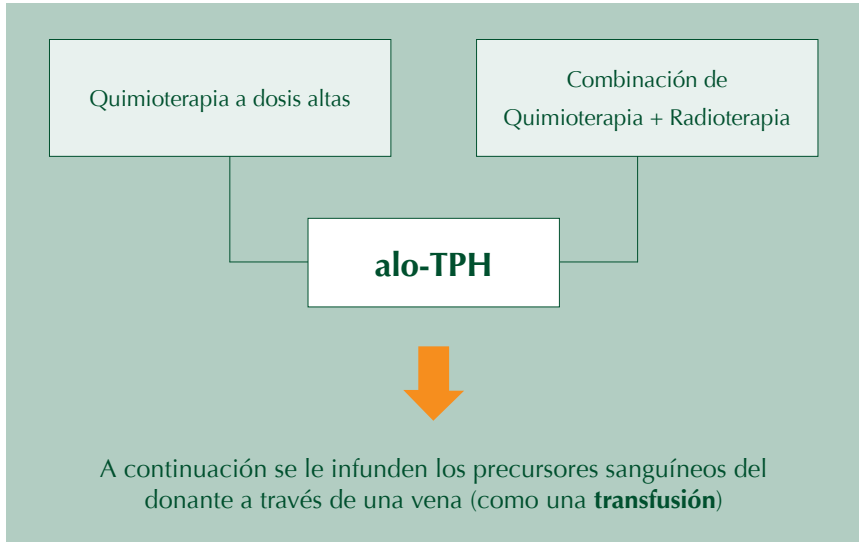 Quimioterapia a dosis altas
Combinación de
Quimioterapia + Radioterapia
alo-TPH
A continuación se le infunden los precursores sanguíneos del
donante a través de una vena (como una transfusión)